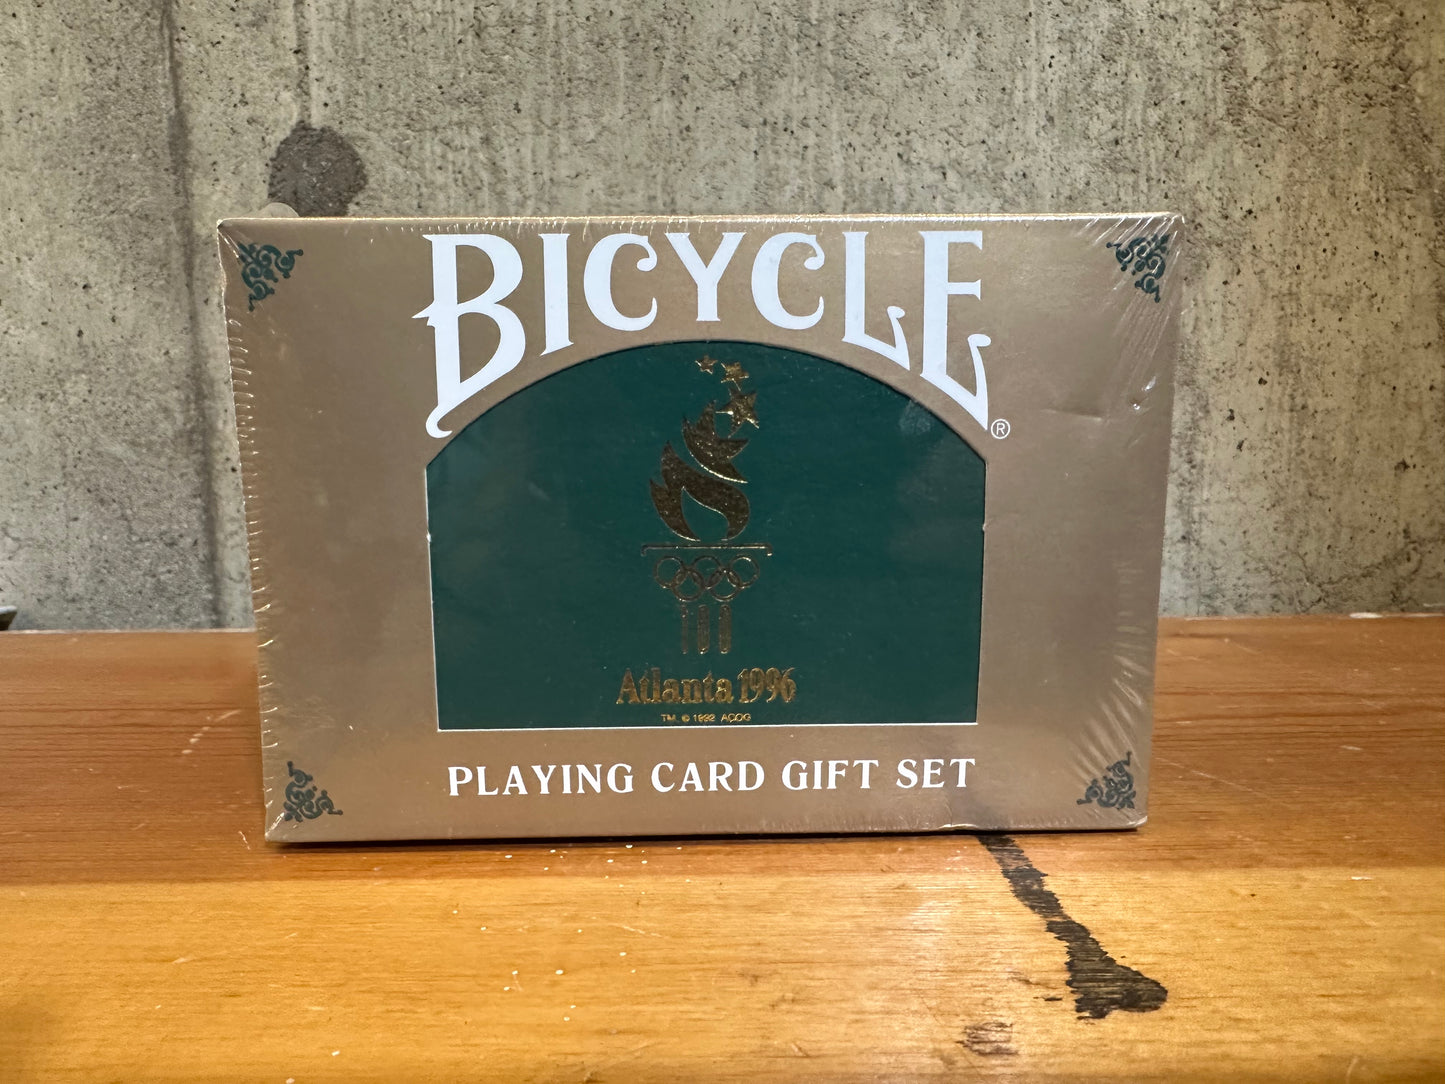 BICYCLE®
Atlanta 1996
TM © 1992 ACOG
PLAYING CARD GIFT SET